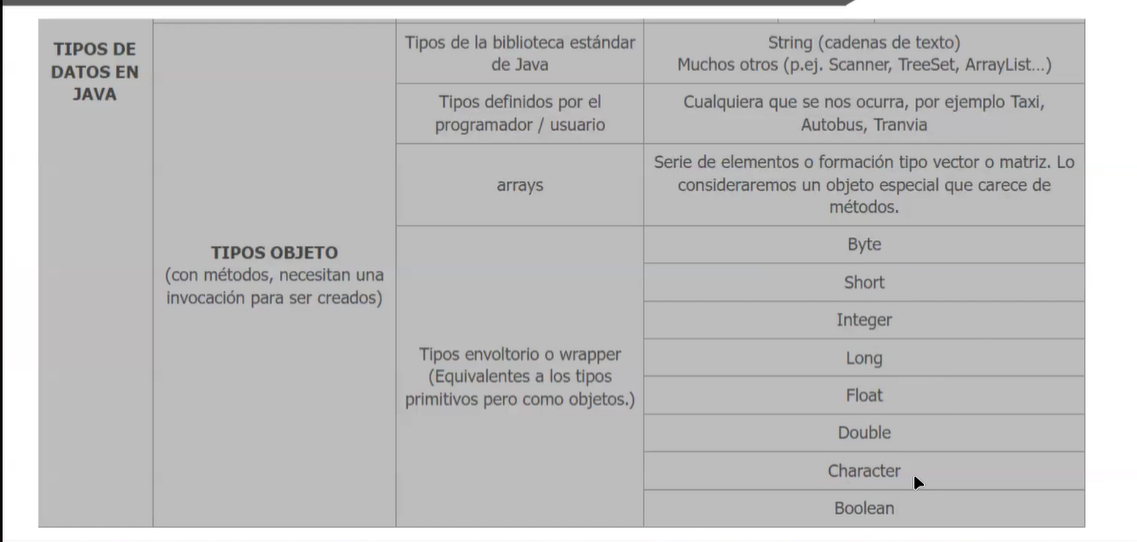 TIPOS DE
DATOS EN
JAVA
TIPOS OBJETO
(con métodos, necesitan una
invocación para ser creados)
Tipos de la biblioteca estándar
de Java
String (cadenas de texto)
Muchos otros (p.ej. Scanner, TreeSet, ArrayList…)
Tipos definidos por el
programador / usuario
Cualquiera que se nos ocurra, por ejemplo Taxi,
Autobus, Tranvia
arrays
Serie de elementos o formación tipo vector o matriz. Lo
consideraremos un objeto especial que carece de
métodos.
Tipos envoltorio o wrapper
(Equivalentes a los tipos
primitivos pero como objetos.)
Byte
Short
Integer
Long
Float
Double
Character
Boolean